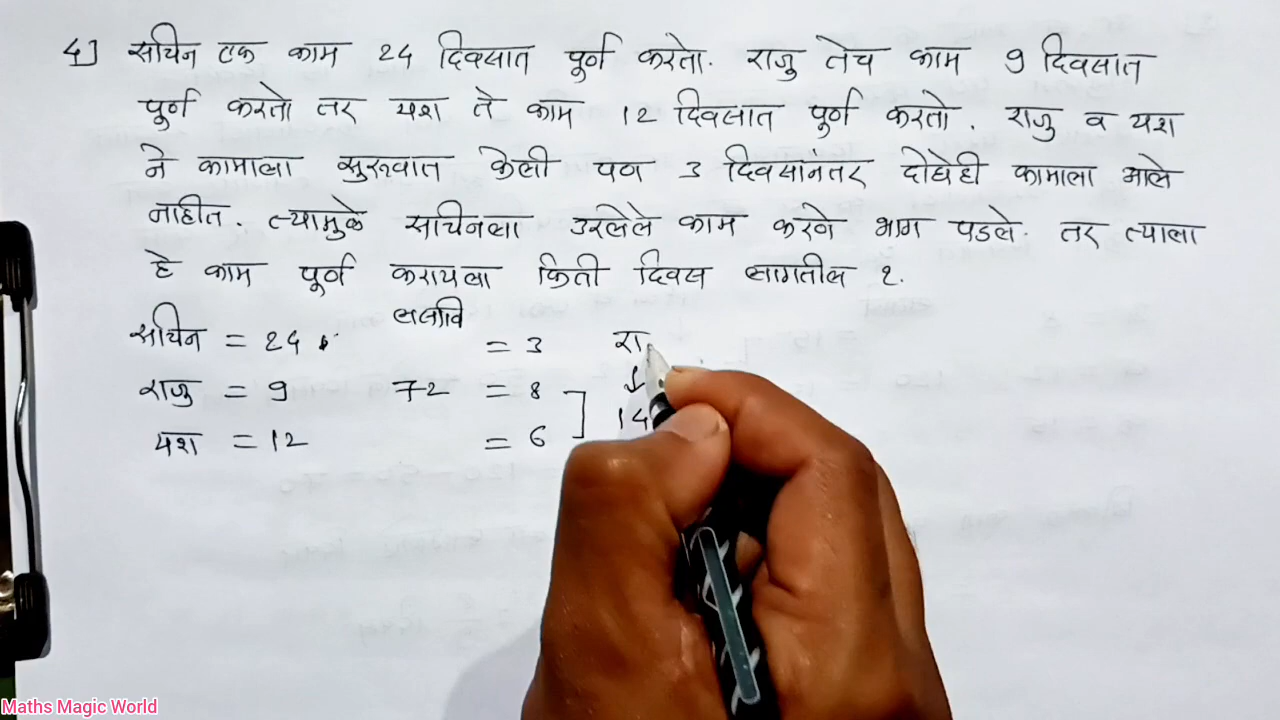 4] सचिन एक काम 24 दिवसात पूर्ण करतो. राजु तेच काम 9 दिवसात
पूर्ण करतो तर यश ते काम 12 दिवसात पूर्ण करतो. राजु व यश
ने कामाला सुरूवात केली पण 3 दिवसांनंतर दोघेही कामाला आले
नाहीत. त्यामुळे सचिनला उरलेले काम करणे भाग पडले. तर त्याला
हे काम पूर्ण करायला किती दिवस लागतील ?.
लसावि
सचिन = 24 = 3 रा
राजु = 9 72 = 8
यश = 12 = 6 ] 14
Maths Magic World